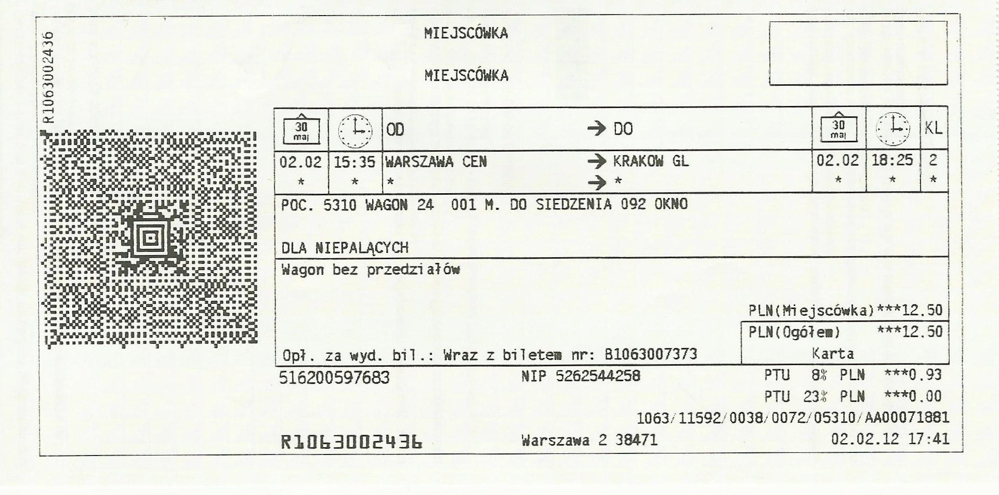 R1063002436
MIEJSCÓWKA
MIEJSCÓWKA
30 maj OD → DO 30 maj KL
02.02 15:35 WARSZAWA CEN → KRAKOW GL 02.02 18:25 2
* * * → * * * *
POC. 5310 WAGON 24 001 M. DO SIEDZENIA 092 OKNO
DLA NIEPALĄCYCH
Wagon bez przedziałów
PLN(Miejscówka)***12.50
PLN(Ogółem) ***12.50
Opł. za wyd. bil.: Wraz z biletem nr: B1063007373 Karta
516200597683 NIP 5262544258 PTU 8% PLN ***0.93
PTU 23% PLN ***0.00
1063/11592/0038/0072/05310/AA00071881
R1063002436 Warszawa 2 38471 02.02.12 17:41